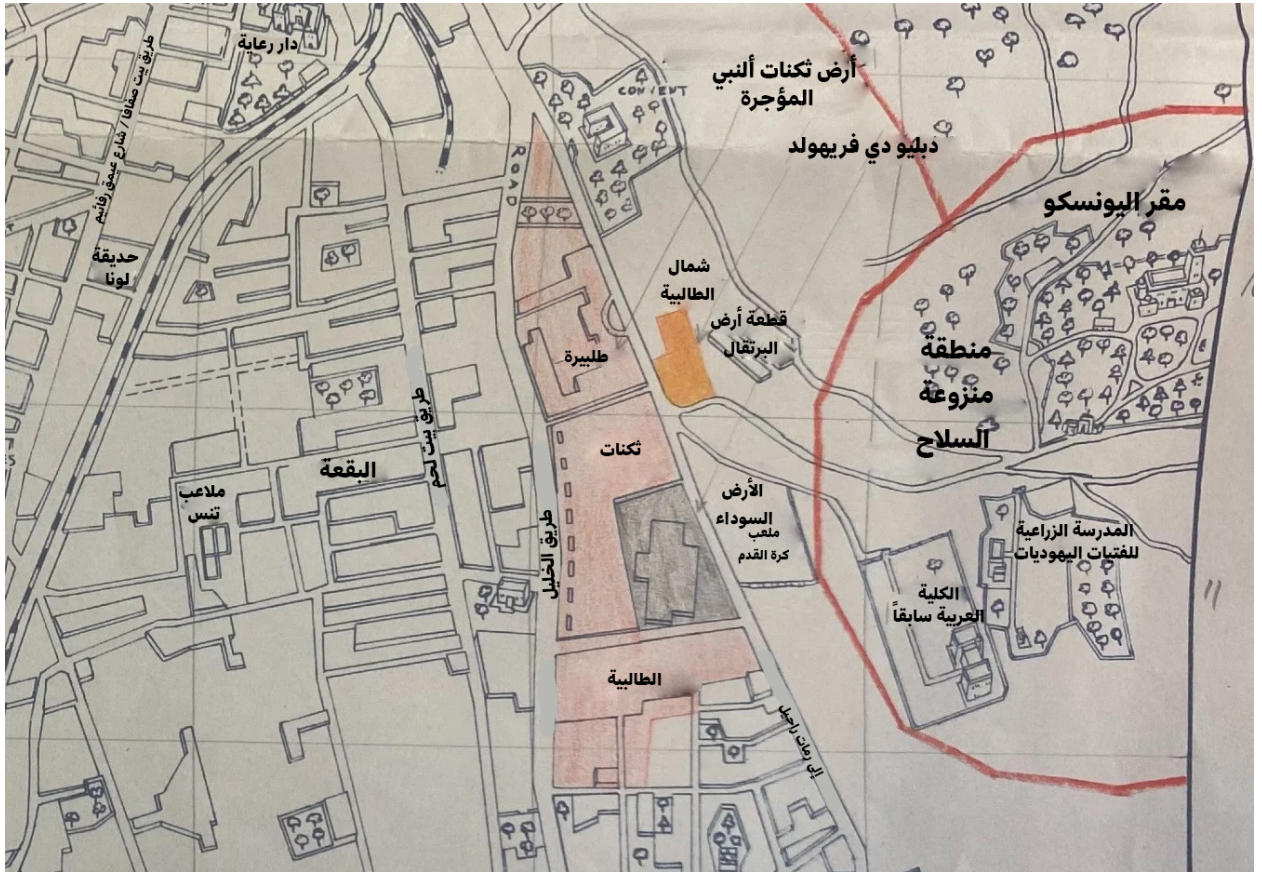 دار رعاية
طريق بيت صفافا / شارع عيمق رفائيم
CONVENT
أرض ثكنات ألنبي
المؤجرة
دبليو دي فريهولد
ROAD
مقر اليونسكو
حديقة
لونا
شمال
الطالبية
قطعة أرض
البرتقال
طلبيرة
منطقة
منزوعة
السلاح
طريق بيت لحم
ثكنات
البقعة
ملاعب
تنس
الأرض
السوداء
ملعب
كرة القدم
طريق الخليل
المدرسة الزراعية
للفتيات اليهوديات
الكلية
العربية سابقاً
الطالبية
إلى رمات راحيل